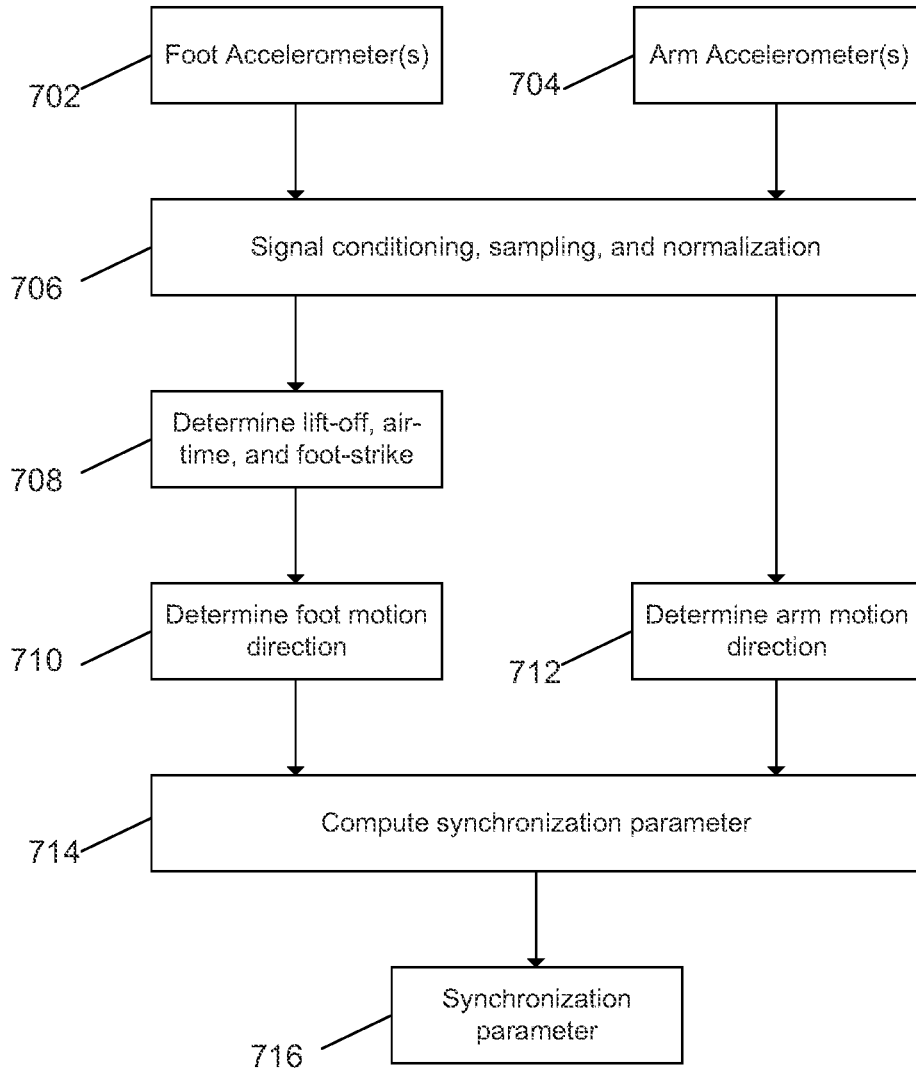 Foot Accelerometer(s)
Arm Accelerometer(s)
702
704
Signal conditioning, sampling, and normalization
706
Determine lift-off, air-
time, and foot-strike
708
Determine foot motion
direction
Determine arm motion
direction
710
712
Compute synchronization parameter
714
Synchronization
parameter
716